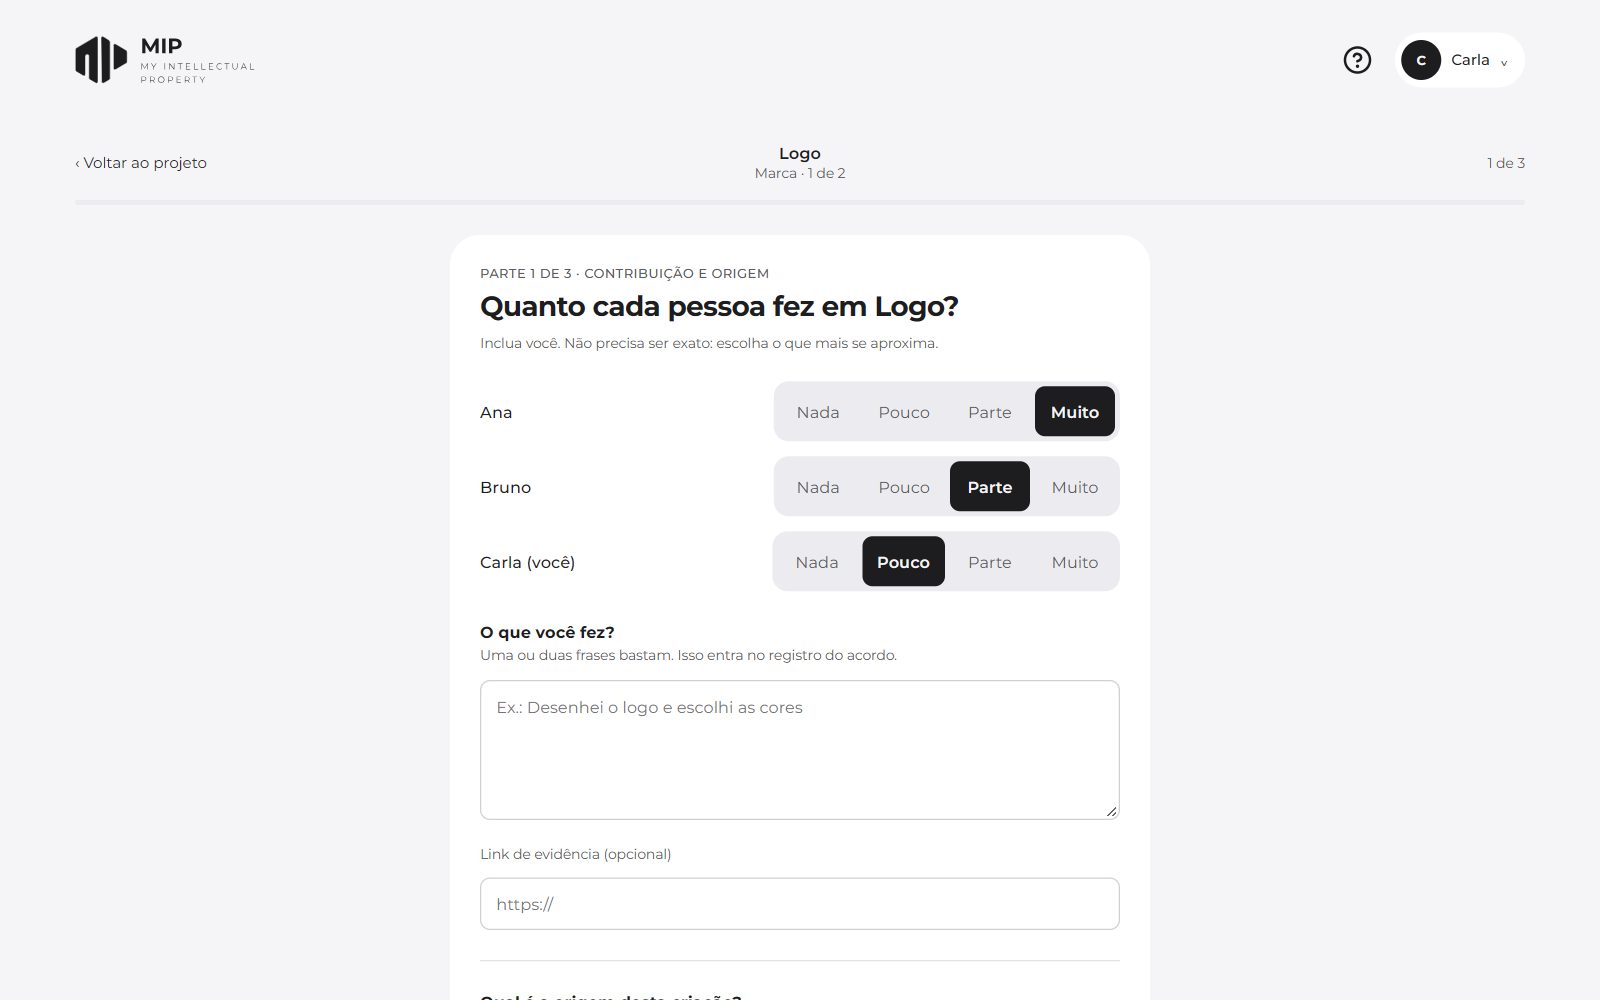 MIP
MY INTELLECTUAL
PROPERTY
C
Carla
‹ Voltar ao projeto
Logo
Marca · 1 de 2
1 de 3
PARTE 1 DE 3 · CONTRIBUIÇÃO E ORIGEM
Quanto cada pessoa fez em Logo?
Inclua você. Não precisa ser exato: escolha o que mais se aproxima.
Ana Nada Pouco Parte Muito
Bruno Nada Pouco Parte Muito
Carla (você) Nada Pouco Parte Muito
O que você fez?
Uma ou duas frases bastam. Isso entra no registro do acordo.
Ex.: Desenhei o logo e escolhi as cores
Link de evidência (opcional)
https://
Qual é a origem desta criação?